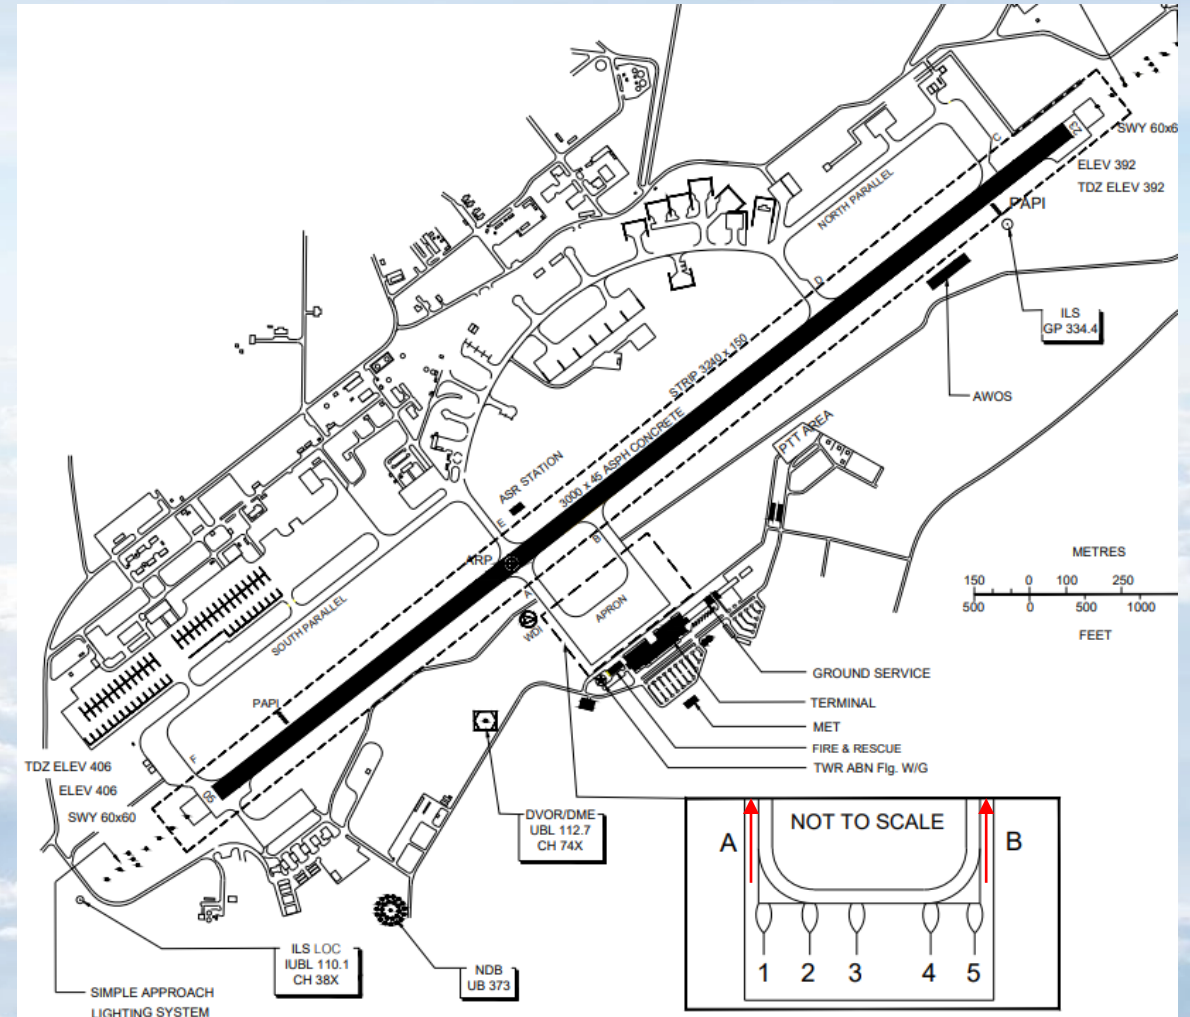 23
SWY 60x6
ELEV 392
TDZ ELEV 392
PAPI
C
NORTH PARALLEL
D
ILS
GP 334.4
AWOS
STRIP 3240 x 150
3000 x 45 ASPH CONCRETE
PTT AREA
ASR STATION
E
B
ARP
A
WDI
APRON
SOUTH PARALLEL
METRES
150 0 100 250
500 0 500 1000
FEET
GROUND SERVICE
TERMINAL
MET
FIRE & RESCUE
TWR ABN Flg. W/G
PAPI
F
05
TDZ ELEV 406
ELEV 406
SWY 60x60
DVOR/DME
UBL 112.7
CH 74X
NOT TO SCALE
A
B
1 2 3 4 5
ILS LOC
IUBL 110.1
CH 38X
NDB
UB 373
SIMPLE APPROACH
LIGHTING SYSTEM